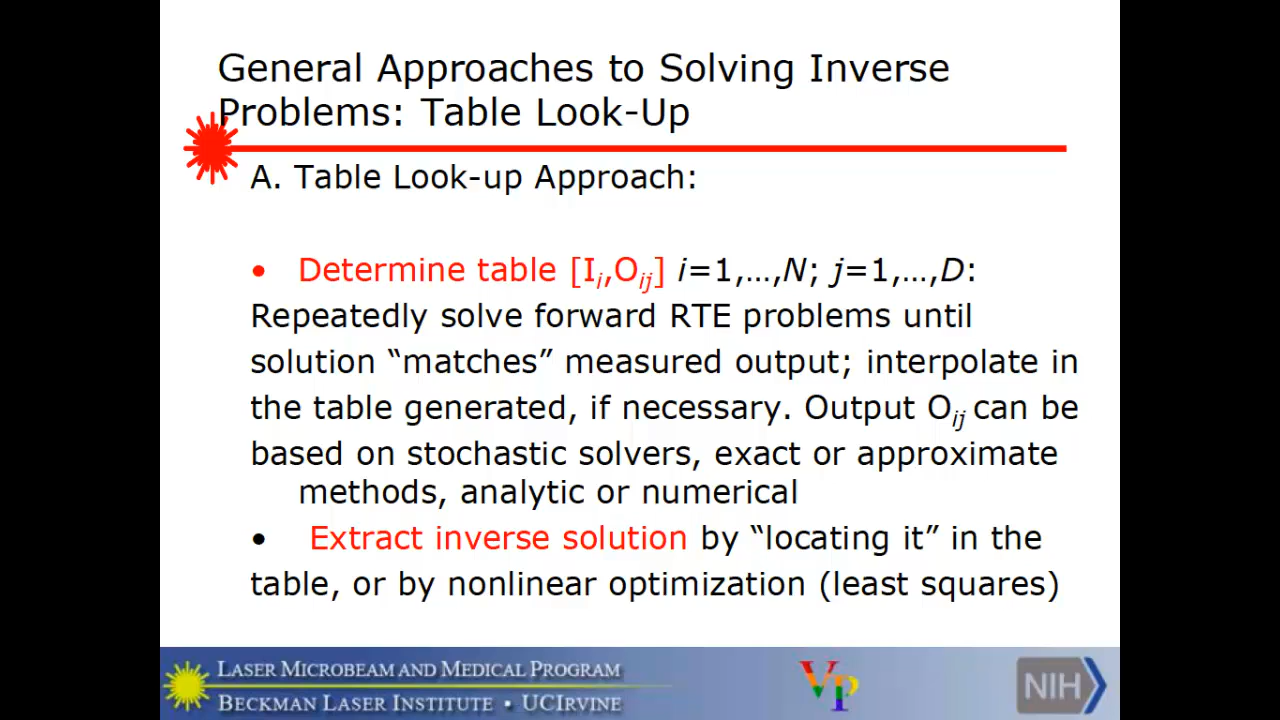 General Approaches to Solving Inverse
Problems: Table Look-Up
A. Table Look-up Approach:
• Determine table [Iᵢ,Oᵢⱼ] i=1,…,N; j=1,…,D:
Repeatedly solve forward RTE problems until
solution “matches” measured output; interpolate in
the table generated, if necessary. Output Oᵢⱼ can be
based on stochastic solvers, exact or approximate
methods, analytic or numerical
• Extract inverse solution by “locating it” in the
table, or by nonlinear optimization (least squares)
LASER MICROBEAM AND MEDICAL PROGRAM
BECKMAN LASER INSTITUTE • UCIRVINE
VP
NIH